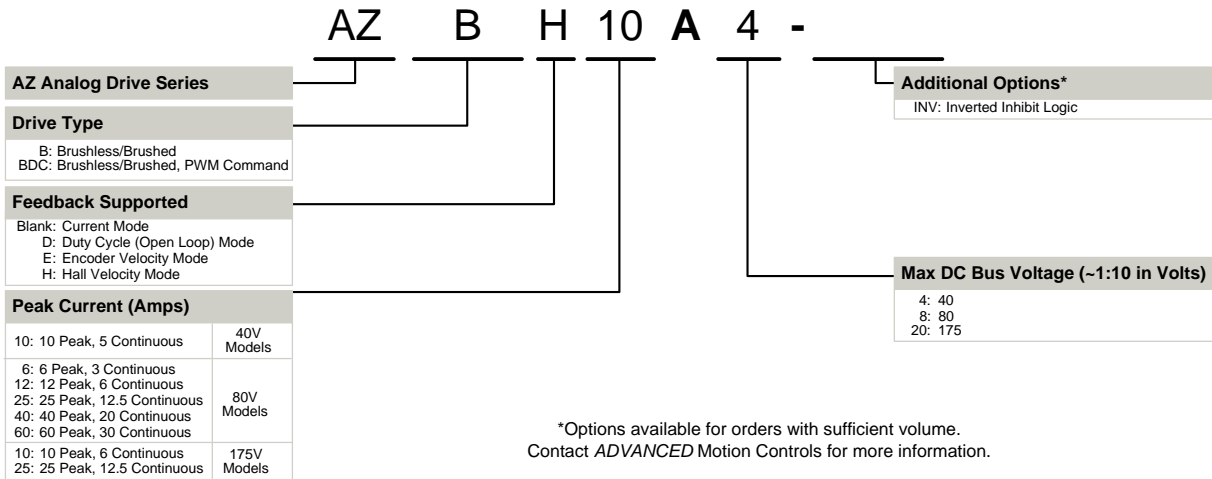 AZ B H 10 A 4 -
AZ Analog Drive Series
Drive Type
B: Brushless/Brushed
BDC: Brushless/Brushed, PWM Command
Feedback Supported
Blank: Current Mode
D: Duty Cycle (Open Loop) Mode
E: Encoder Velocity Mode
H: Hall Velocity Mode
Peak Current (Amps)
10: 10 Peak, 5 Continuous
40V
Models
6: 6 Peak, 3 Continuous
12: 12 Peak, 6 Continuous
25: 25 Peak, 12.5 Continuous
40: 40 Peak, 20 Continuous
60: 60 Peak, 30 Continuous
80V
Models
10: 10 Peak, 6 Continuous
25: 25 Peak, 12.5 Continuous
175V
Models
Additional Options*
INV: Inverted Inhibit Logic
Max DC Bus Voltage (~1:10 in Volts)
4: 40
8: 80
20: 175
*Options available for orders with sufficient volume.
Contact ADVANCED Motion Controls for more information.